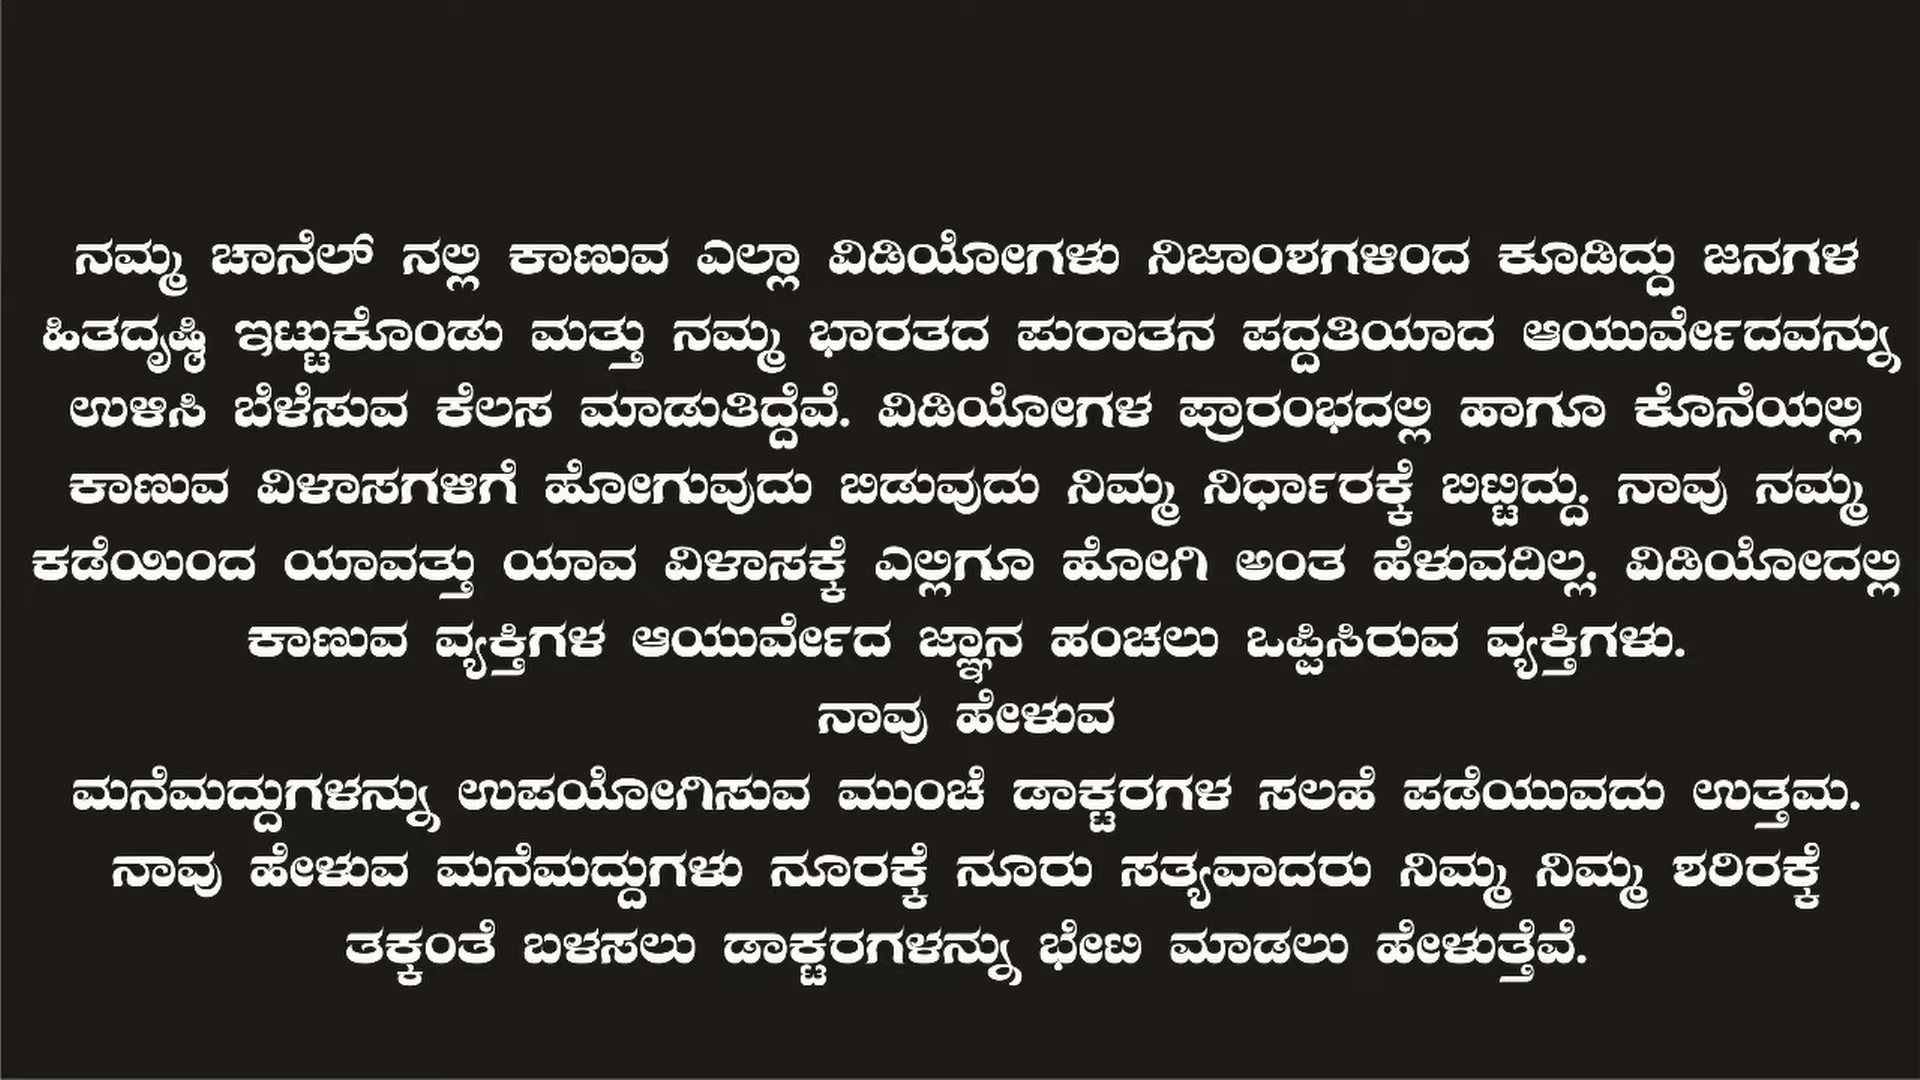 ನಮ್ಮ ಚಾನೆಲ್ ನಲ್ಲಿ ಕಾಣುವ ಎಲ್ಲಾ ವಿಡಿಯೋಗಳು ನಿಜಾಂಶಗಳಿಂದ ಕೂಡಿದ್ದು ಜನಗಳ
ಹಿತದೃಷ್ಠಿ ಇಟ್ಟುಕೊಂಡು ಮತ್ತು ನಮ್ಮ ಭಾರತದ ಪುರಾತನ ಪದ್ದತಿಯಾದ ಆಯುರ್ವೇದವನ್ನು
ಉಳಿಸಿ ಬೆಳೆಸುವ ಕೆಲಸ ಮಾಡುತಿದ್ದೆವೆ. ವಿಡಿಯೋಗಳ ಪ್ರಾರಂಭದಲ್ಲಿ ಹಾಗೂ ಕೊನೆಯಲ್ಲಿ
ಕಾಣುವ ವಿಳಾಸಗಳಿಗೆ ಹೋಗುವುದು ಬಿಡುವುದು ನಿಮ್ಮ ನಿರ್ಧಾರಕ್ಕೆ ಬಿಟ್ಟಿದ್ದು. ನಾವು ನಮ್ಮ
ಕಡೆಯಿಂದ ಯಾವತ್ತು ಯಾವ ವಿಳಾಸಕ್ಕೆ ಎಲ್ಲಿಗೂ ಹೋಗಿ ಅಂತ ಹೆಳುವದಿಲ್ಲ. ವಿಡಿಯೋದಲ್ಲಿ
ಕಾಣುವ ವ್ಯಕ್ತಿಗಳ ಆಯುರ್ವೇದ ಜ್ಞಾನ ಹಂಚಲು ಒಪ್ಪಿಸಿರುವ ವ್ಯಕ್ತಿಗಳು.
ನಾವು ಹೇಳುವ
ಮನೆಮದ್ದುಗಳನ್ನು ಉಪಯೋಗಿಸುವ ಮುಂಚೆ ಡಾಕ್ಟರಗಳ ಸಲಹೆ ಪಡೆಯುವದು ಉತ್ತಮ.
ನಾವು ಹೇಳುವ ಮನೆಮದ್ದುಗಳು ನೂರಕ್ಕೆ ನೂರು ಸತ್ಯವಾದರು ನಿಮ್ಮ ನಿಮ್ಮ ಶರಿರಕ್ಕೆ
ತಕ್ಕಂತೆ ಬಳಸಲು ಡಾಕ್ಟರಗಳನ್ನು ಭೇಟಿ ಮಾಡಲು ಹೇಳುತ್ತೆವೆ.